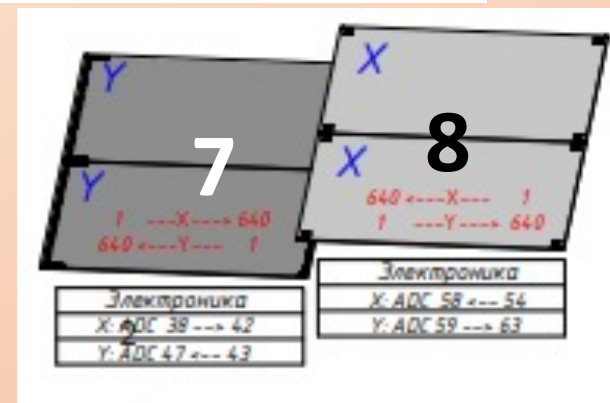 Y
7
Y
1 ---X---> 640
640 <---Y--- 1
X
8
X
640 <---X--- 1
1 ---Y---> 640
Электроника
X: ADC 38 --> 42
Y: ADC 47 <-- 43
2
Электроника
X: ADC 58 <-- 54
Y: ADC 59 --> 63